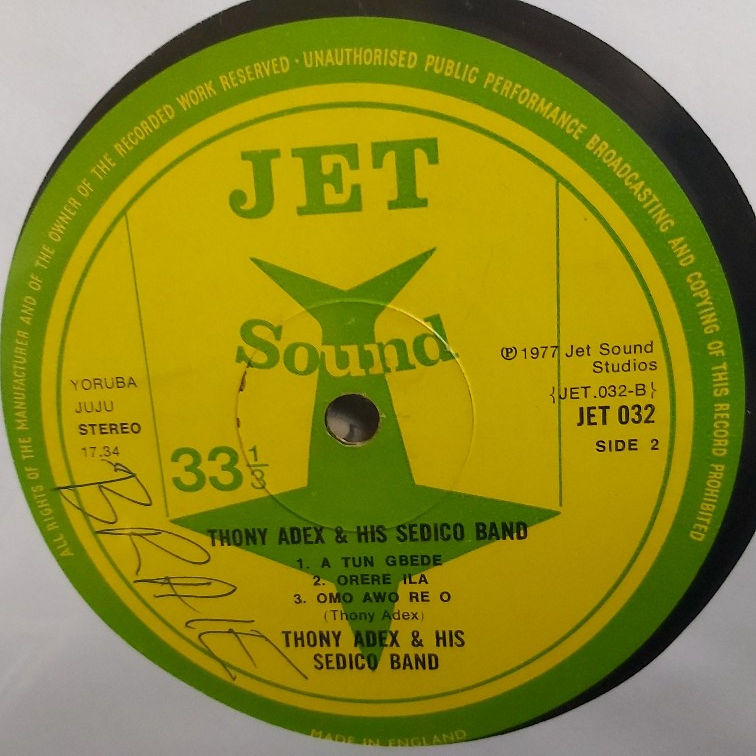 ALL RIGHTS OF THE MANUFACTURER AND OF THE OWNER OF THE RECORDED WORK RESERVED · UNAUTHORISED PUBLIC PERFORMANCE BROADCASTING AND COPYING OF THIS RECORD PROHIBITED
JET
Sound
℗ 1977 Jet Sound
Studios
{JET.032-B}
JET 032
SIDE 2
YORUBA
JUJU
STEREO
17.34
33 1/3
THONY ADEX & HIS SEDICO BAND
1. A TUN GBEDE
2. ORERE ILA
3. OMO AWO RE O
(Thony Adex)
THONY ADEX & HIS
SEDICO BAND
MADE IN ENGLAND